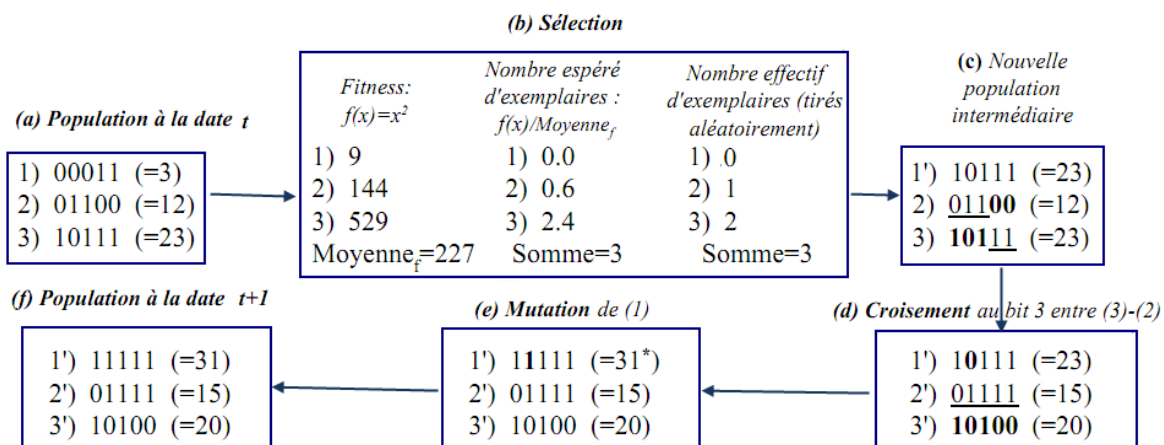 (b) Sélection
(a) Population à la date t
1) 00011 (=3)
2) 01100 (=12)
3) 10111 (=23)
Fitness:
f(x)=x²
1) 9
2) 144
3) 529
Moyenne_f=227
Nombre espéré
d'exemplaires :
f(x)/Moyenne_f
1) 0.0
2) 0.6
3) 2.4
Somme=3
Nombre effectif
d'exemplaires (tirés
aléatoirement)
1) 0
2) 1
3) 2
Somme=3
(c) Nouvelle
population
intermédiaire
1') 10111 (=23)
2) 01100 (=12)
3) 10111 (=23)
(d) Croisement au bit 3 entre (3)-(2)
1') 10111 (=23)
2') 01111 (=15)
3') 10100 (=20)
(e) Mutation de (1)
1') 11111 (=31*)
2') 01111 (=15)
3') 10100 (=20)
(f) Population à la date t+1
1') 11111 (=31)
2') 01111 (=15)
3') 10100 (=20)